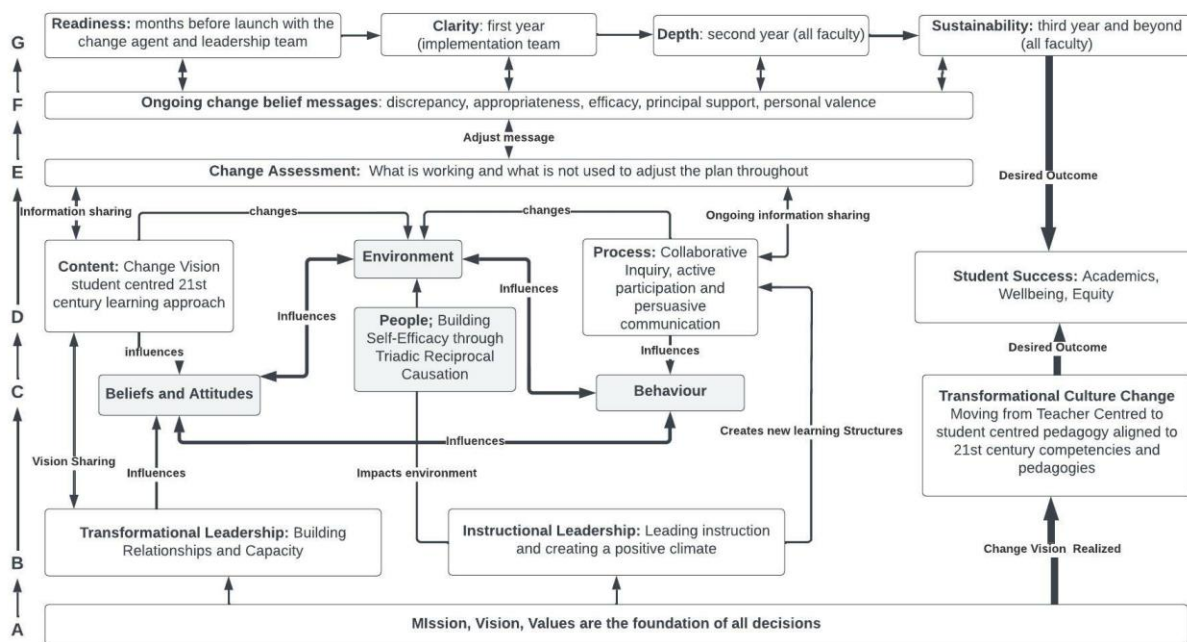 G
F
E
D
C
B
A
Readiness: months before launch with the
change agent and leadership team
Clarity: first year
(implementation team
Depth: second year (all faculty)
Sustainability: third year and beyond
(all faculty)
Ongoing change belief messages: discrepancy, appropriateness, efficacy, principal support, personal valence
Adjust message
Change Assessment: What is working and what is not used to adjust the plan throughout
Desired Outcome
Information sharing
changes
changes
Ongoing information sharing
Content: Change Vision
student centred 21st
century learning approach
Environment
Process: Collaborative
Inquiry, active
participation and
persuasive
communication
Student Success: Academics,
Wellbeing, Equity
Influences
Influences
People; Building
Self-Efficacy through
Triadic Reciprocal
Causation
influences
Influences
Desired Outcome
Beliefs and Attitudes
Behaviour
Transformational Culture Change
Moving from Teacher Centred to
student centred pedagogy aligned to
21st century competencies and
pedagogies
Influences
Creates new learning Structures
Vision Sharing
Influences
Impacts environment
Transformational Leadership: Building
Relationships and Capacity
Instructional Leadership: Leading instruction
and creating a positive climate
Change Vision Realized
MIssion, Vision, Values are the foundation of all decisions